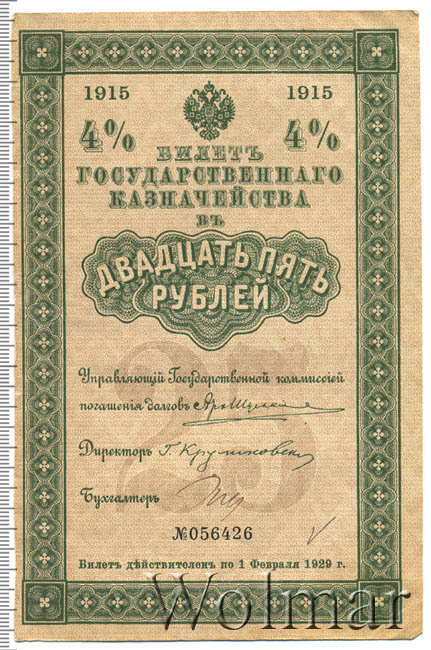 1915 1915
4% 4%
БИЛЕТЪ
ГОСУДАРСТВЕННАГО
КАЗНАЧЕЙСТВА
ВЪ
ДВАДЦАТЬ ПЯТЬ
РУБЛЕЙ
25
Управляющій Государственной коммиссіей
погашенія долговъ
Директоръ
Бухгалтеръ
№056426
Билетъ дѣйствителенъ по 1 Февраля 1929 г.
Wolmar